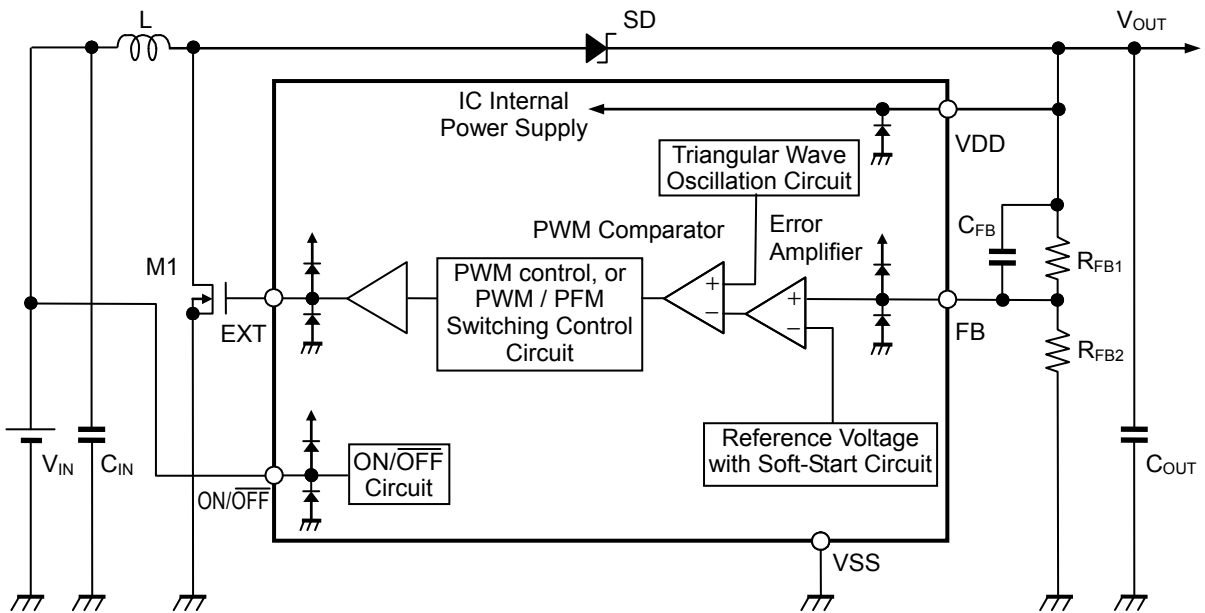 L
SD
VOUT
IC Internal
Power Supply
VDD
Triangular Wave
Oscillation Circuit
CFB
PWM Comparator
Error
Amplifier
RFB1
M1
PWM control, or
PWM / PFM
Switching Control
Circuit
+
−
+
−
EXT
FB
RFB2
VIN
CIN
ON/OFF
ON/OFF
Circuit
Reference Voltage
with Soft-Start Circuit
COUT
VSS